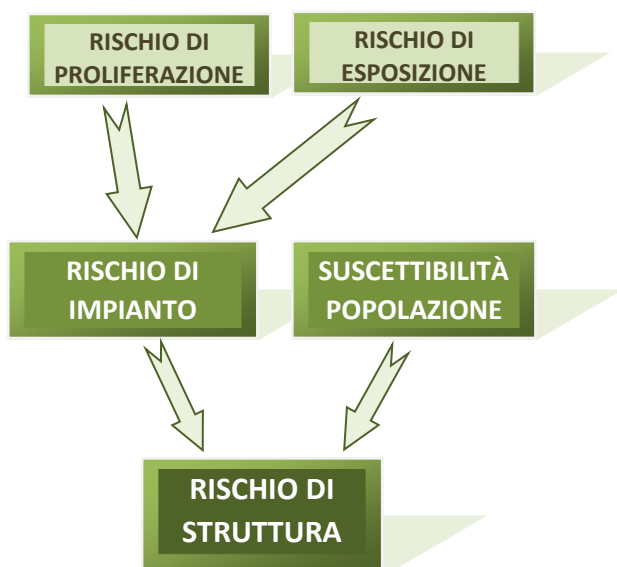 RISCHIO DI
PROLIFERAZIONE
RISCHIO DI
ESPOSIZIONE
RISCHIO DI
IMPIANTO
SUSCETTIBILITÀ
POPOLAZIONE
RISCHIO DI
STRUTTURA